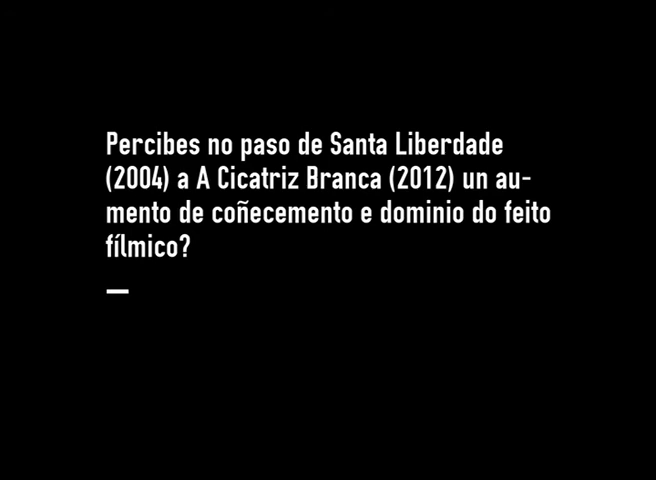 Percibes no paso de Santa Liberdade
(2004) a A Cicatriz Branca (2012) un au-
mento de coñecemento e dominio do feito
fílmico?